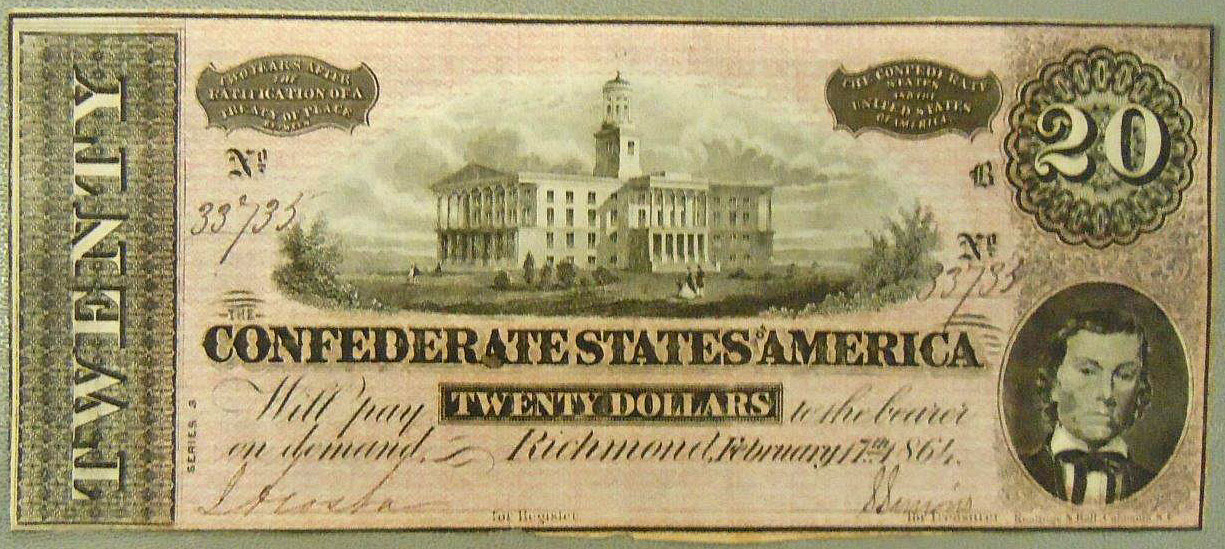 TWENTY
TWO YEARS AFTER
THE
RATIFICATION OF A
TREATY OF PEACE
THE CONFEDERATE
STATES
AND THE
UNITED STATES
OF AMERICA
20
Nº
33735
B
Nº
33735
THE
CONFEDERATE STATES OF AMERICA
Will pay TWENTY DOLLARS to the bearer
on demand. Richmond, February 17th 1864.
SERIES 3
for Register
for Treasurer